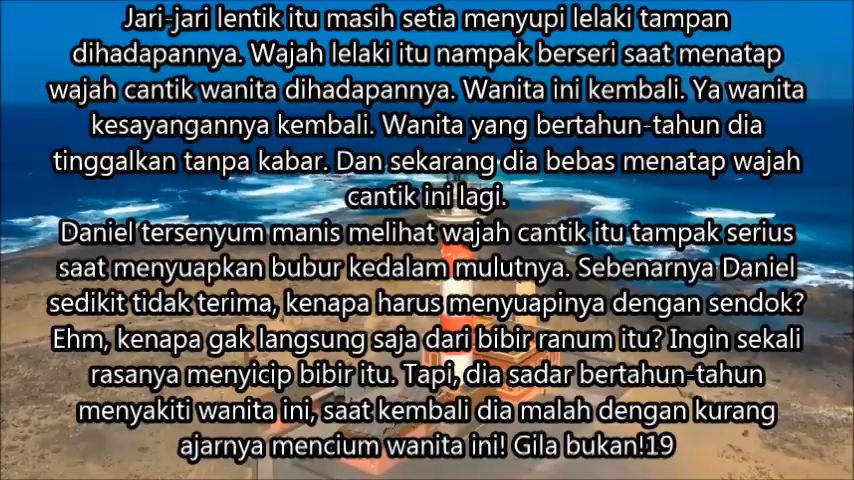 Jari-jari lentik itu masih setia menyupi lelaki tampan
dihadapannya. Wajah lelaki itu nampak berseri saat menatap
wajah cantik wanita dihadapannya. Wanita ini kembali. Ya wanita
kesayangannya kembali. Wanita yang bertahun-tahun dia
tinggalkan tanpa kabar. Dan sekarang dia bebas menatap wajah
cantik ini lagi.
Daniel tersenyum manis melihat wajah cantik itu tampak serius
saat menyuapkan bubur kedalam mulutnya. Sebenarnya Daniel
sedikit tidak terima, kenapa harus menyuapinya dengan sendok?
Ehm, kenapa gak langsung saja dari bibir ranum itu? Ingin sekali
rasanya menyicip bibir itu. Tapi, dia sadar bertahun-tahun
menyakiti wanita ini, saat kembali dia malah dengan kurang
ajarnya mencium wanita ini! Gila bukan!19